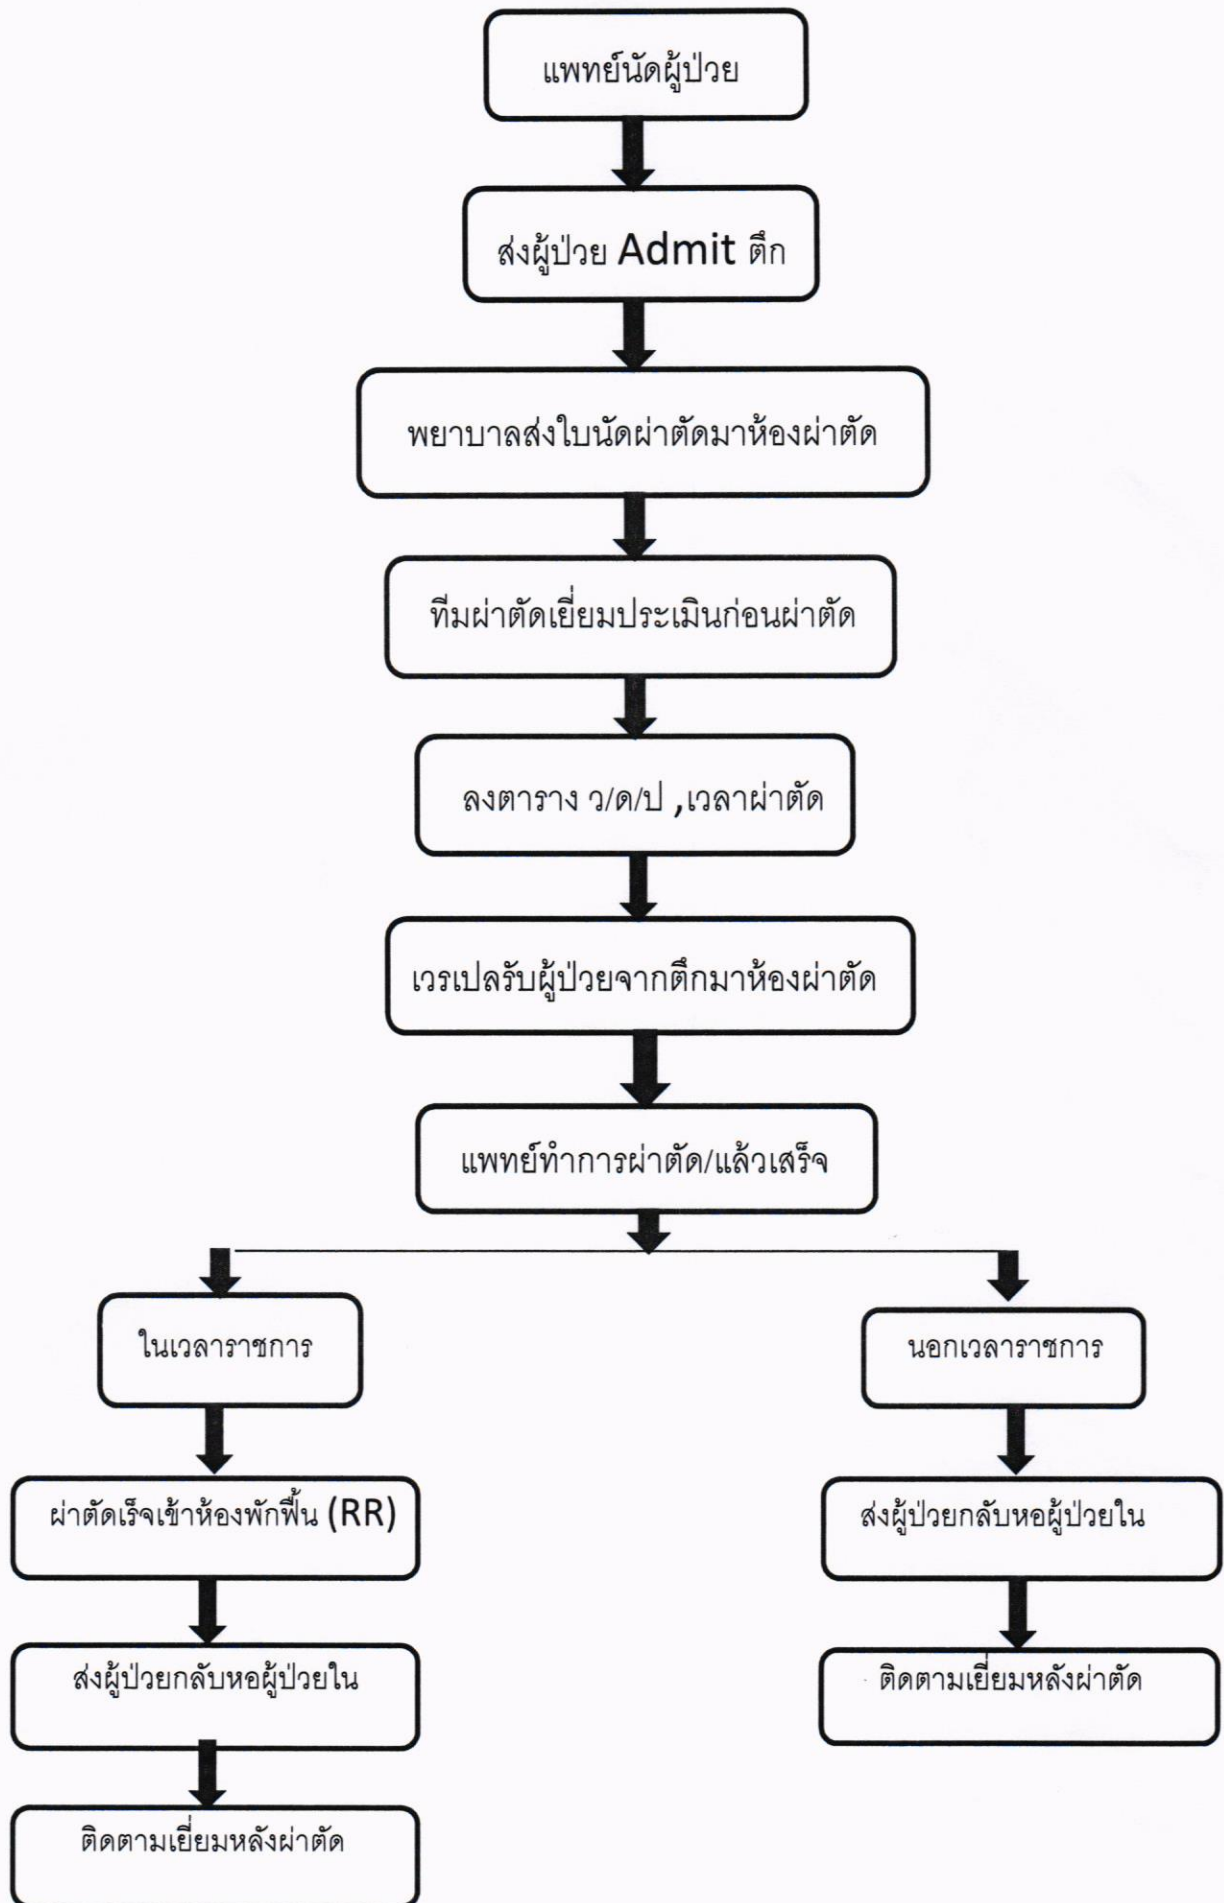 แพทย์นัดผู้ป่วย
ส่งผู้ป่วย Admit ตึก
พยาบาลส่งใบนัดผ่าตัดมาห้องผ่าตัด
ทีมผ่าตัดเยี่ยมประเมินก่อนผ่าตัด
ลงตาราง ว/ด/ป ,เวลาผ่าตัด
เวรเปลรับผู้ป่วยจากตึกมาห้องผ่าตัด
แพทย์ทำการผ่าตัด/แล้วเสร็จ
ในเวลาราชการ
นอกเวลาราชการ
ผ่าตัดเร็จเข้าห้องพักฟื้น (RR)
ส่งผู้ป่วยกลับหอผู้ป่วยใน
ส่งผู้ป่วยกลับหอผู้ป่วยใน
ติดตามเยี่ยมหลังผ่าตัด
ติดตามเยี่ยมหลังผ่าตัด